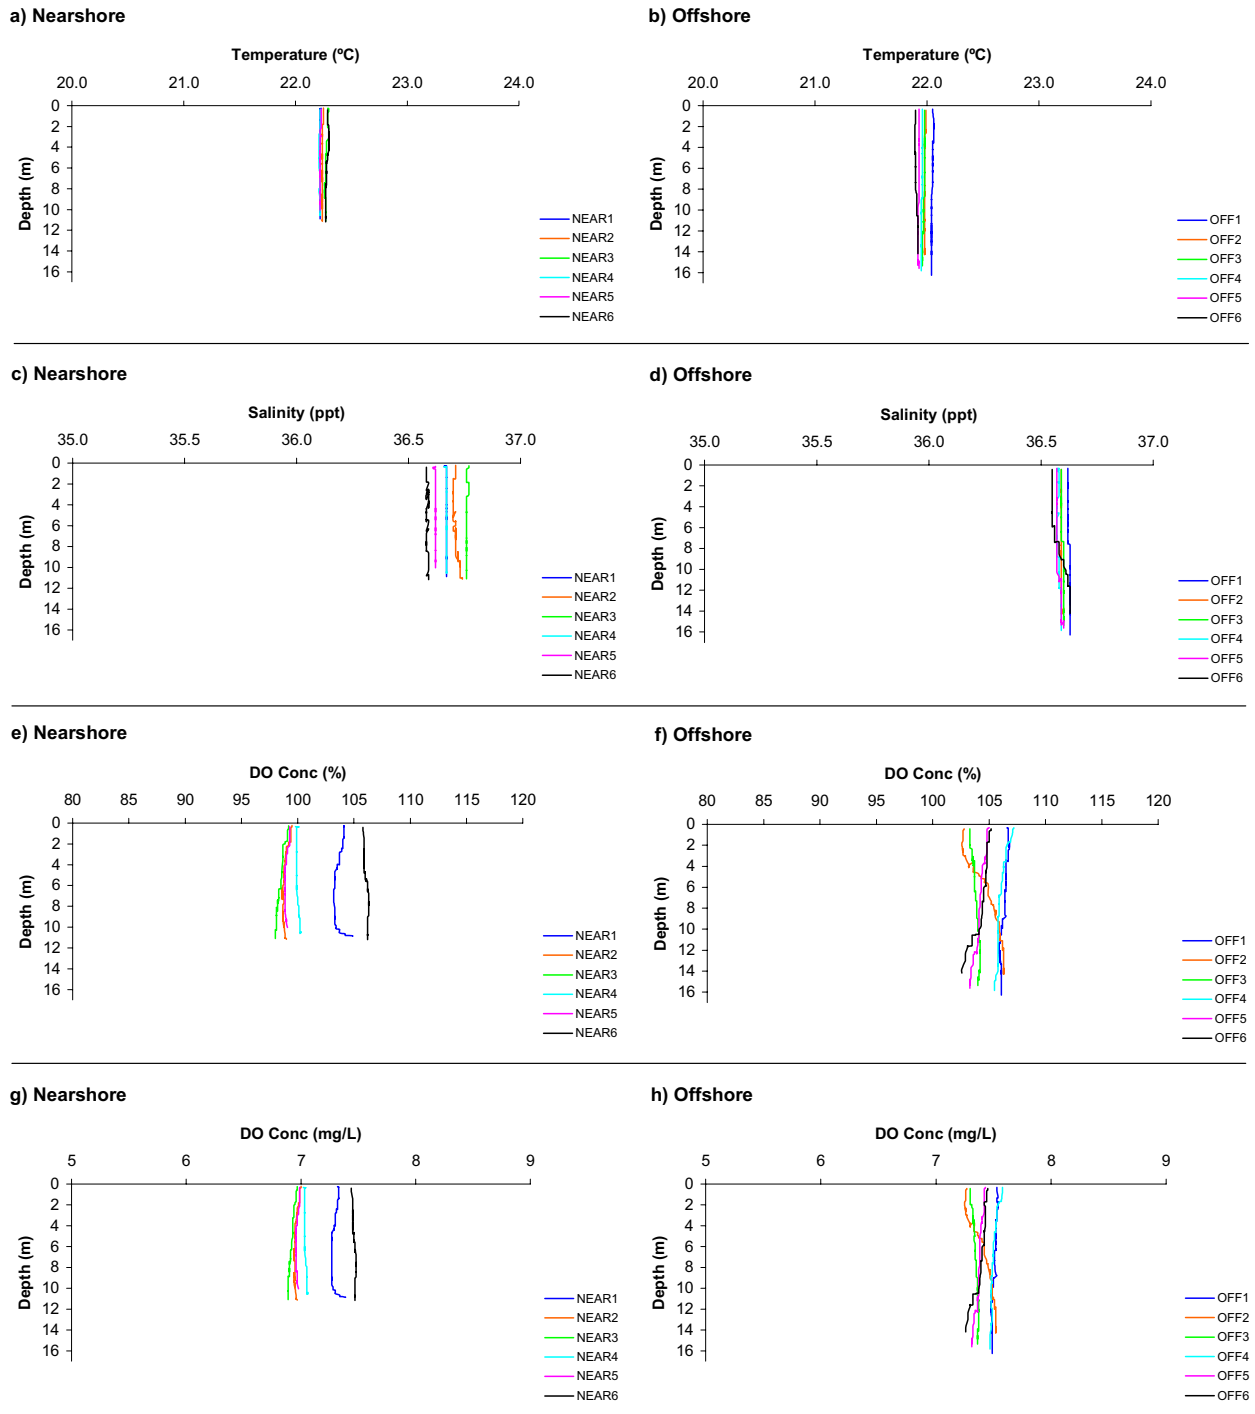 a) Nearshore
Temperature (ºC)
20.0 21.0 22.0 23.0 24.0
0
2
4
6
8
10
12
14
16
Depth (m)
NEAR1
NEAR2
NEAR3
NEAR4
NEAR5
NEAR6
b) Offshore
Temperature (ºC)
20.0 21.0 22.0 23.0 24.0
0
2
4
6
8
10
12
14
16
Depth (m)
OFF1
OFF2
OFF3
OFF4
OFF5
OFF6
c) Nearshore
Salinity (ppt)
35.0 35.5 36.0 36.5 37.0
0
2
4
6
8
10
12
14
16
Depth (m)
NEAR1
NEAR2
NEAR3
NEAR4
NEAR5
NEAR6
d) Offshore
Salinity (ppt)
35.0 35.5 36.0 36.5 37.0
0
2
4
6
8
10
12
14
16
Depth (m)
OFF1
OFF2
OFF3
OFF4
OFF5
OFF6
e) Nearshore
DO Conc (%)
80 85 90 95 100 105 110 115 120
0
2
4
6
8
10
12
14
16
Depth (m)
NEAR1
NEAR2
NEAR3
NEAR4
NEAR5
NEAR6
f) Offshore
DO Conc (%)
80 85 90 95 100 105 110 115 120
0
2
4
6
8
10
12
14
16
Depth (m)
OFF1
OFF2
OFF3
OFF4
OFF5
OFF6
g) Nearshore
DO Conc (mg/L)
5 6 7 8 9
0
2
4
6
8
10
12
14
16
Depth (m)
NEAR1
NEAR2
NEAR3
NEAR4
NEAR5
NEAR6
h) Offshore
DO Conc (mg/L)
5 6 7 8 9
0
2
4
6
8
10
12
14
16
Depth (m)
OFF1
OFF2
OFF3
OFF4
OFF5
OFF6